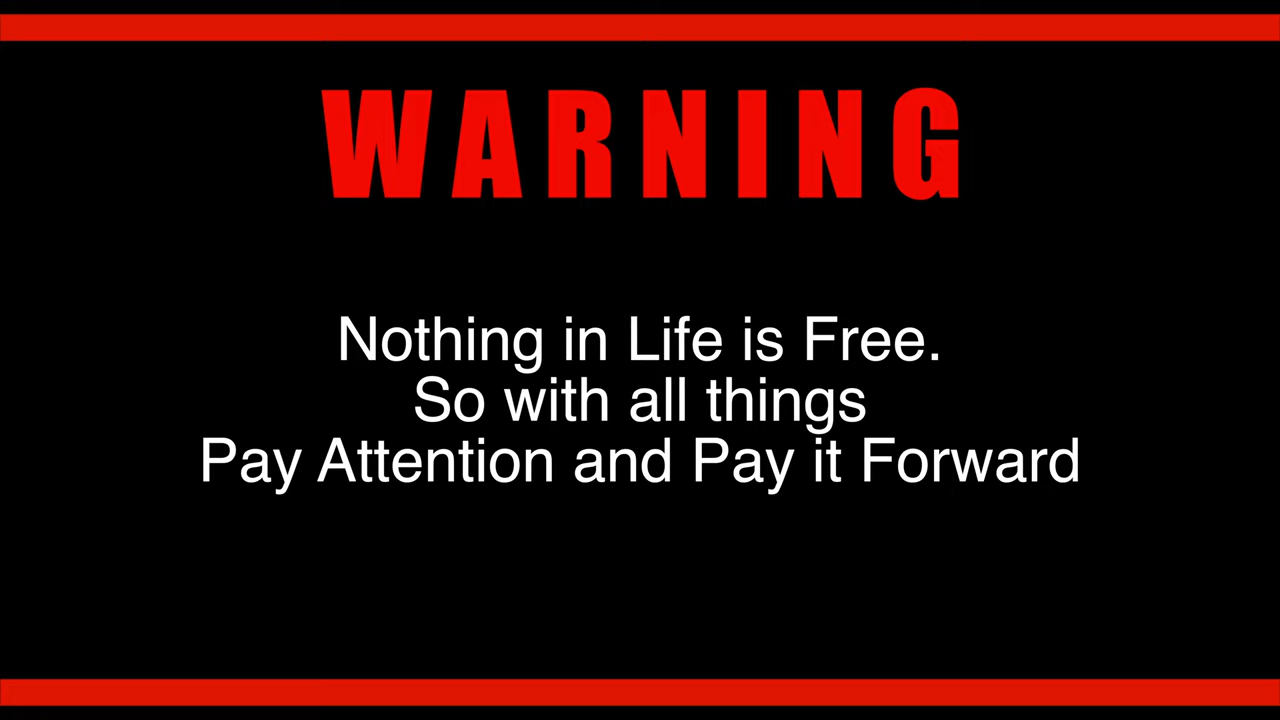 WARNING
Nothing in Life is Free.
So with all things
Pay Attention and Pay it Forward